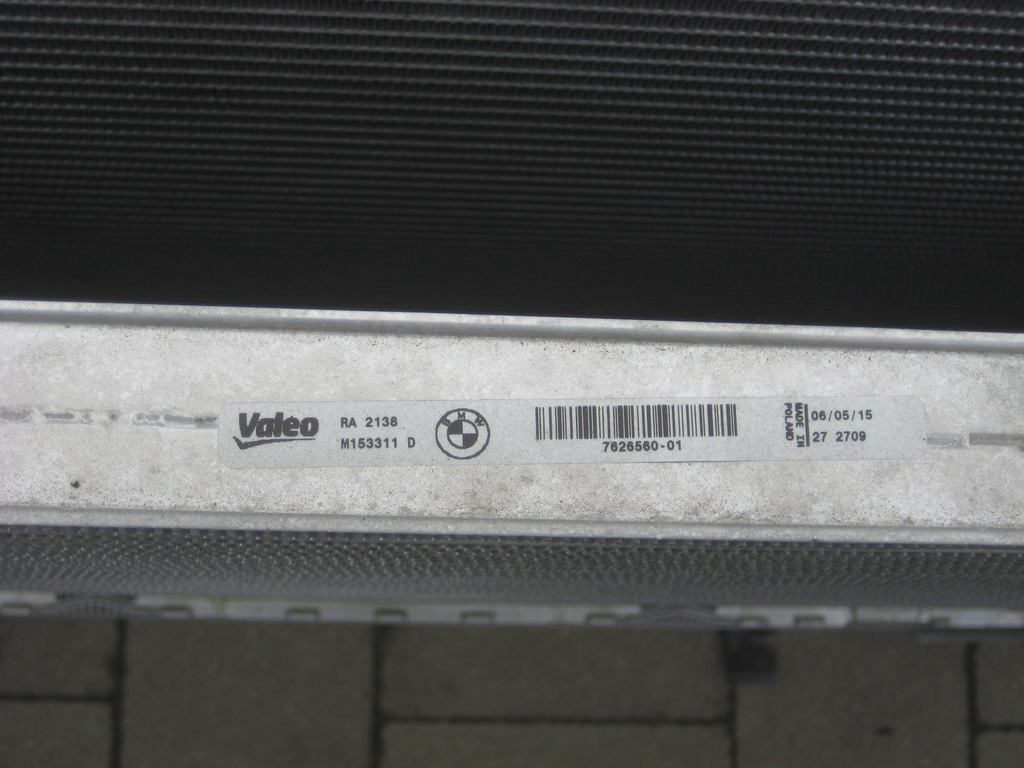 Valeo
RA 2138
M153311 D
BMW
7626560-01
MADE IN
POLAND
06/05/15
27 2709